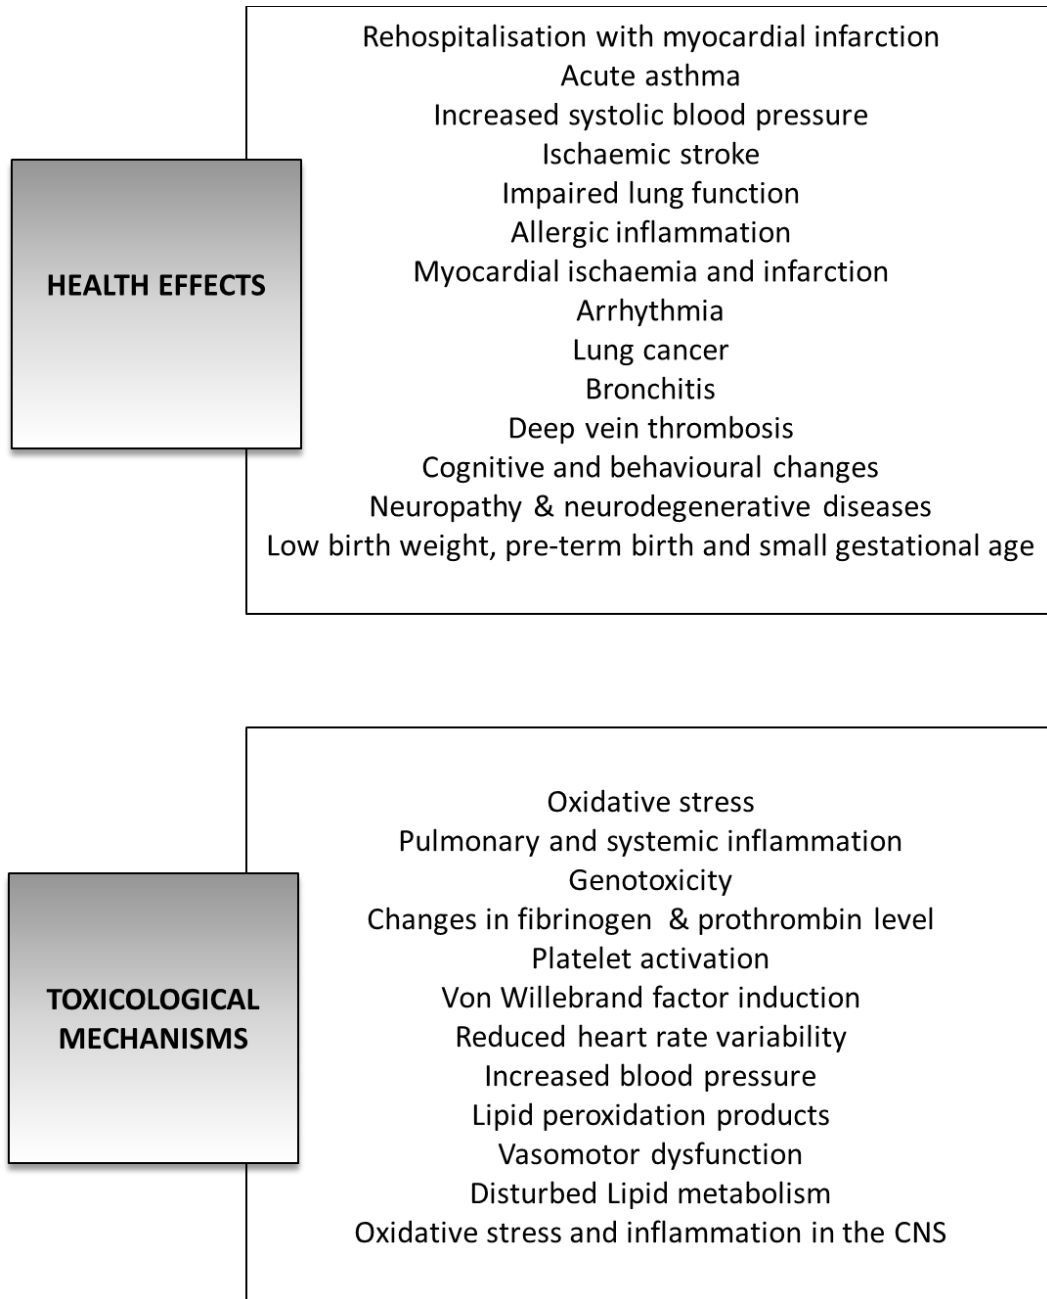 HEALTH EFFECTS
Rehospitalisation with myocardial infarction
Acute asthma
Increased systolic blood pressure
Ischaemic stroke
Impaired lung function
Allergic inflammation
Myocardial ischaemia and infarction
Arrhythmia
Lung cancer
Bronchitis
Deep vein thrombosis
Cognitive and behavioural changes
Neuropathy & neurodegenerative diseases
Low birth weight, pre-term birth and small gestational age
TOXICOLOGICAL
MECHANISMS
Oxidative stress
Pulmonary and systemic inflammation
Genotoxicity
Changes in fibrinogen & prothrombin level
Platelet activation
Von Willebrand factor induction
Reduced heart rate variability
Increased blood pressure
Lipid peroxidation products
Vasomotor dysfunction
Disturbed Lipid metabolism
Oxidative stress and inflammation in the CNS